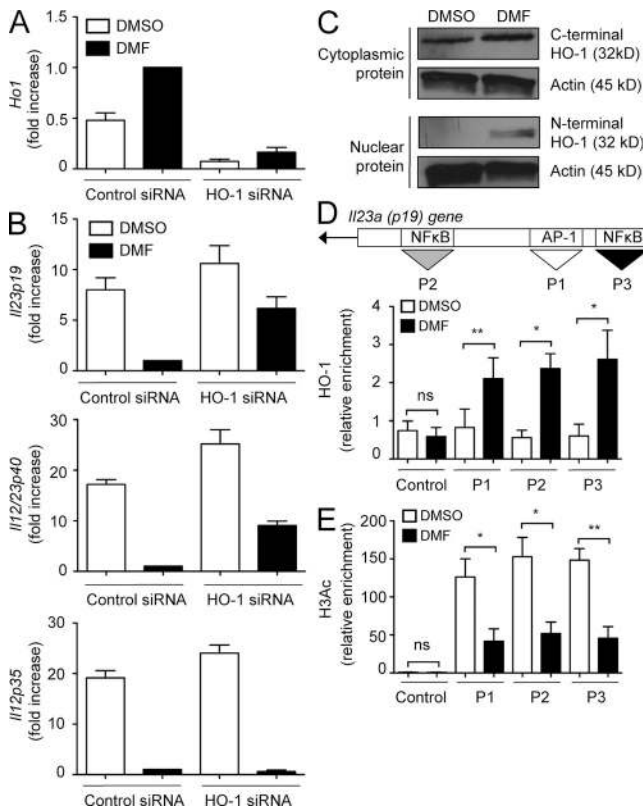 A
DMSO
DMF
Ho1
(fold increase)
1.5
1.0
0.5
0
Control siRNA
HO-1 siRNA
B
DMSO
DMF
Il23p19
(fold increase)
15
10
5
0
Control siRNA
HO-1 siRNA
Il12/23p40
(fold increase)
30
20
10
0
Control siRNA
HO-1 siRNA
Il12p35
(fold increase)
30
20
10
0
Control siRNA
HO-1 siRNA
C
DMSO
DMF
Cytoplasmic
protein
C-terminal
HO-1 (32kD)
Actin (45 kD)
Nuclear
protein
N-terminal
HO-1 (32 kD)
Actin (45 kD)
D
Il23a (p19) gene
NFκB
AP-1
NFκB
P2
P1
P3
DMSO
DMF
HO-1
(relative enrichment)
4
3
2
1
0
ns
**
*
*
Control
P1
P2
P3
E
DMSO
DMF
H3Ac
(relative enrichment)
200
150
100
50
0
ns
*
*
**
Control
P1
P2
P3